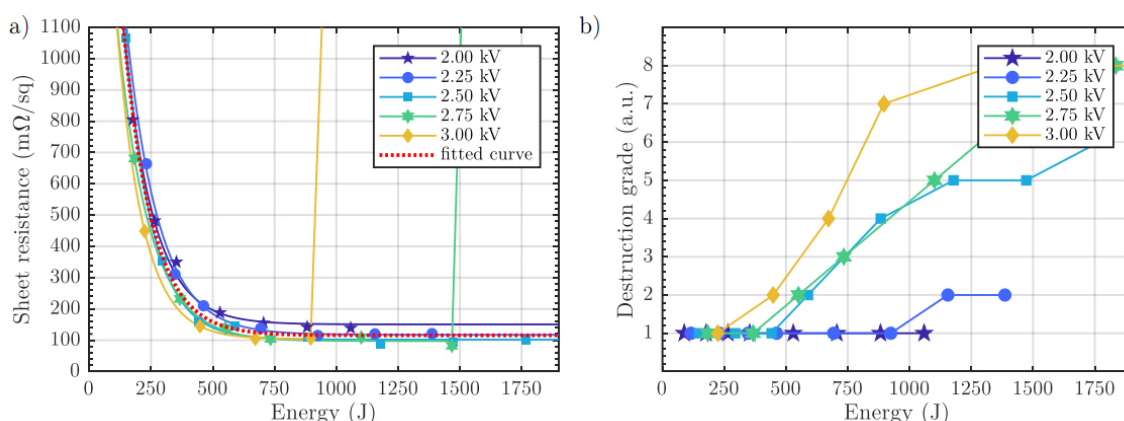 a)
Sheet resistance (mΩ/sq)
1100
1000
900
800
700
600
500
400
300
200
100
0
0 250 500 750 1000 1250 1500 1750
Energy (J)
2.00 kV
2.25 kV
2.50 kV
2.75 kV
3.00 kV
fitted curve
b)
Destruction grade (a.u.)
8
7
6
5
4
3
2
1
0 250 500 750 1000 1250 1500 1750
Energy (J)
2.00 kV
2.25 kV
2.50 kV
2.75 kV
3.00 kV